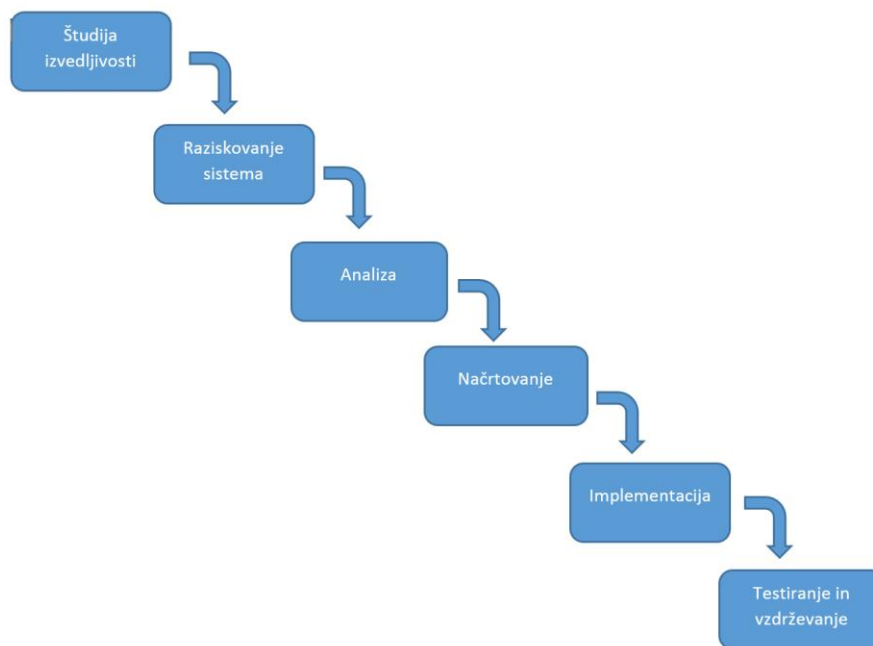 Študija
izvedljivosti
Raziskovanje
sistema
Analiza
Načrtovanje
Implementacija
Testiranje in
vzdrževanje